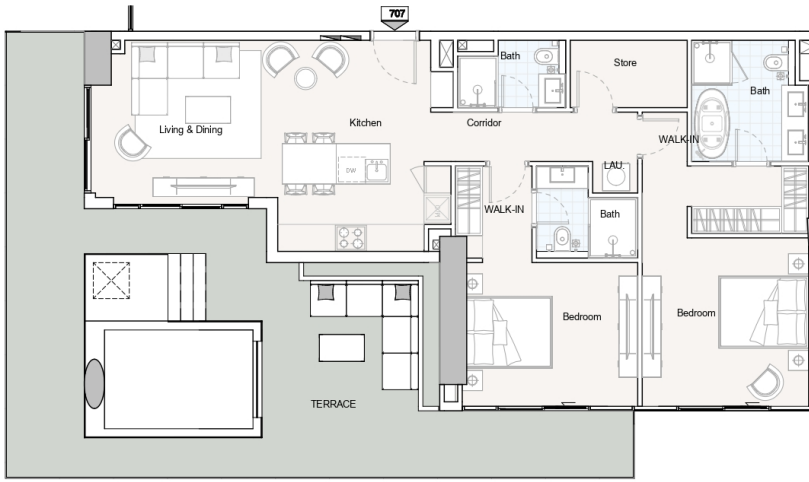 707
Bath
Store
Bath
Living & Dining
Kitchen
Corridor
WALK-IN
LAU.
DW
WALK-IN
Bath
Bedroom
Bedroom
TERRACE